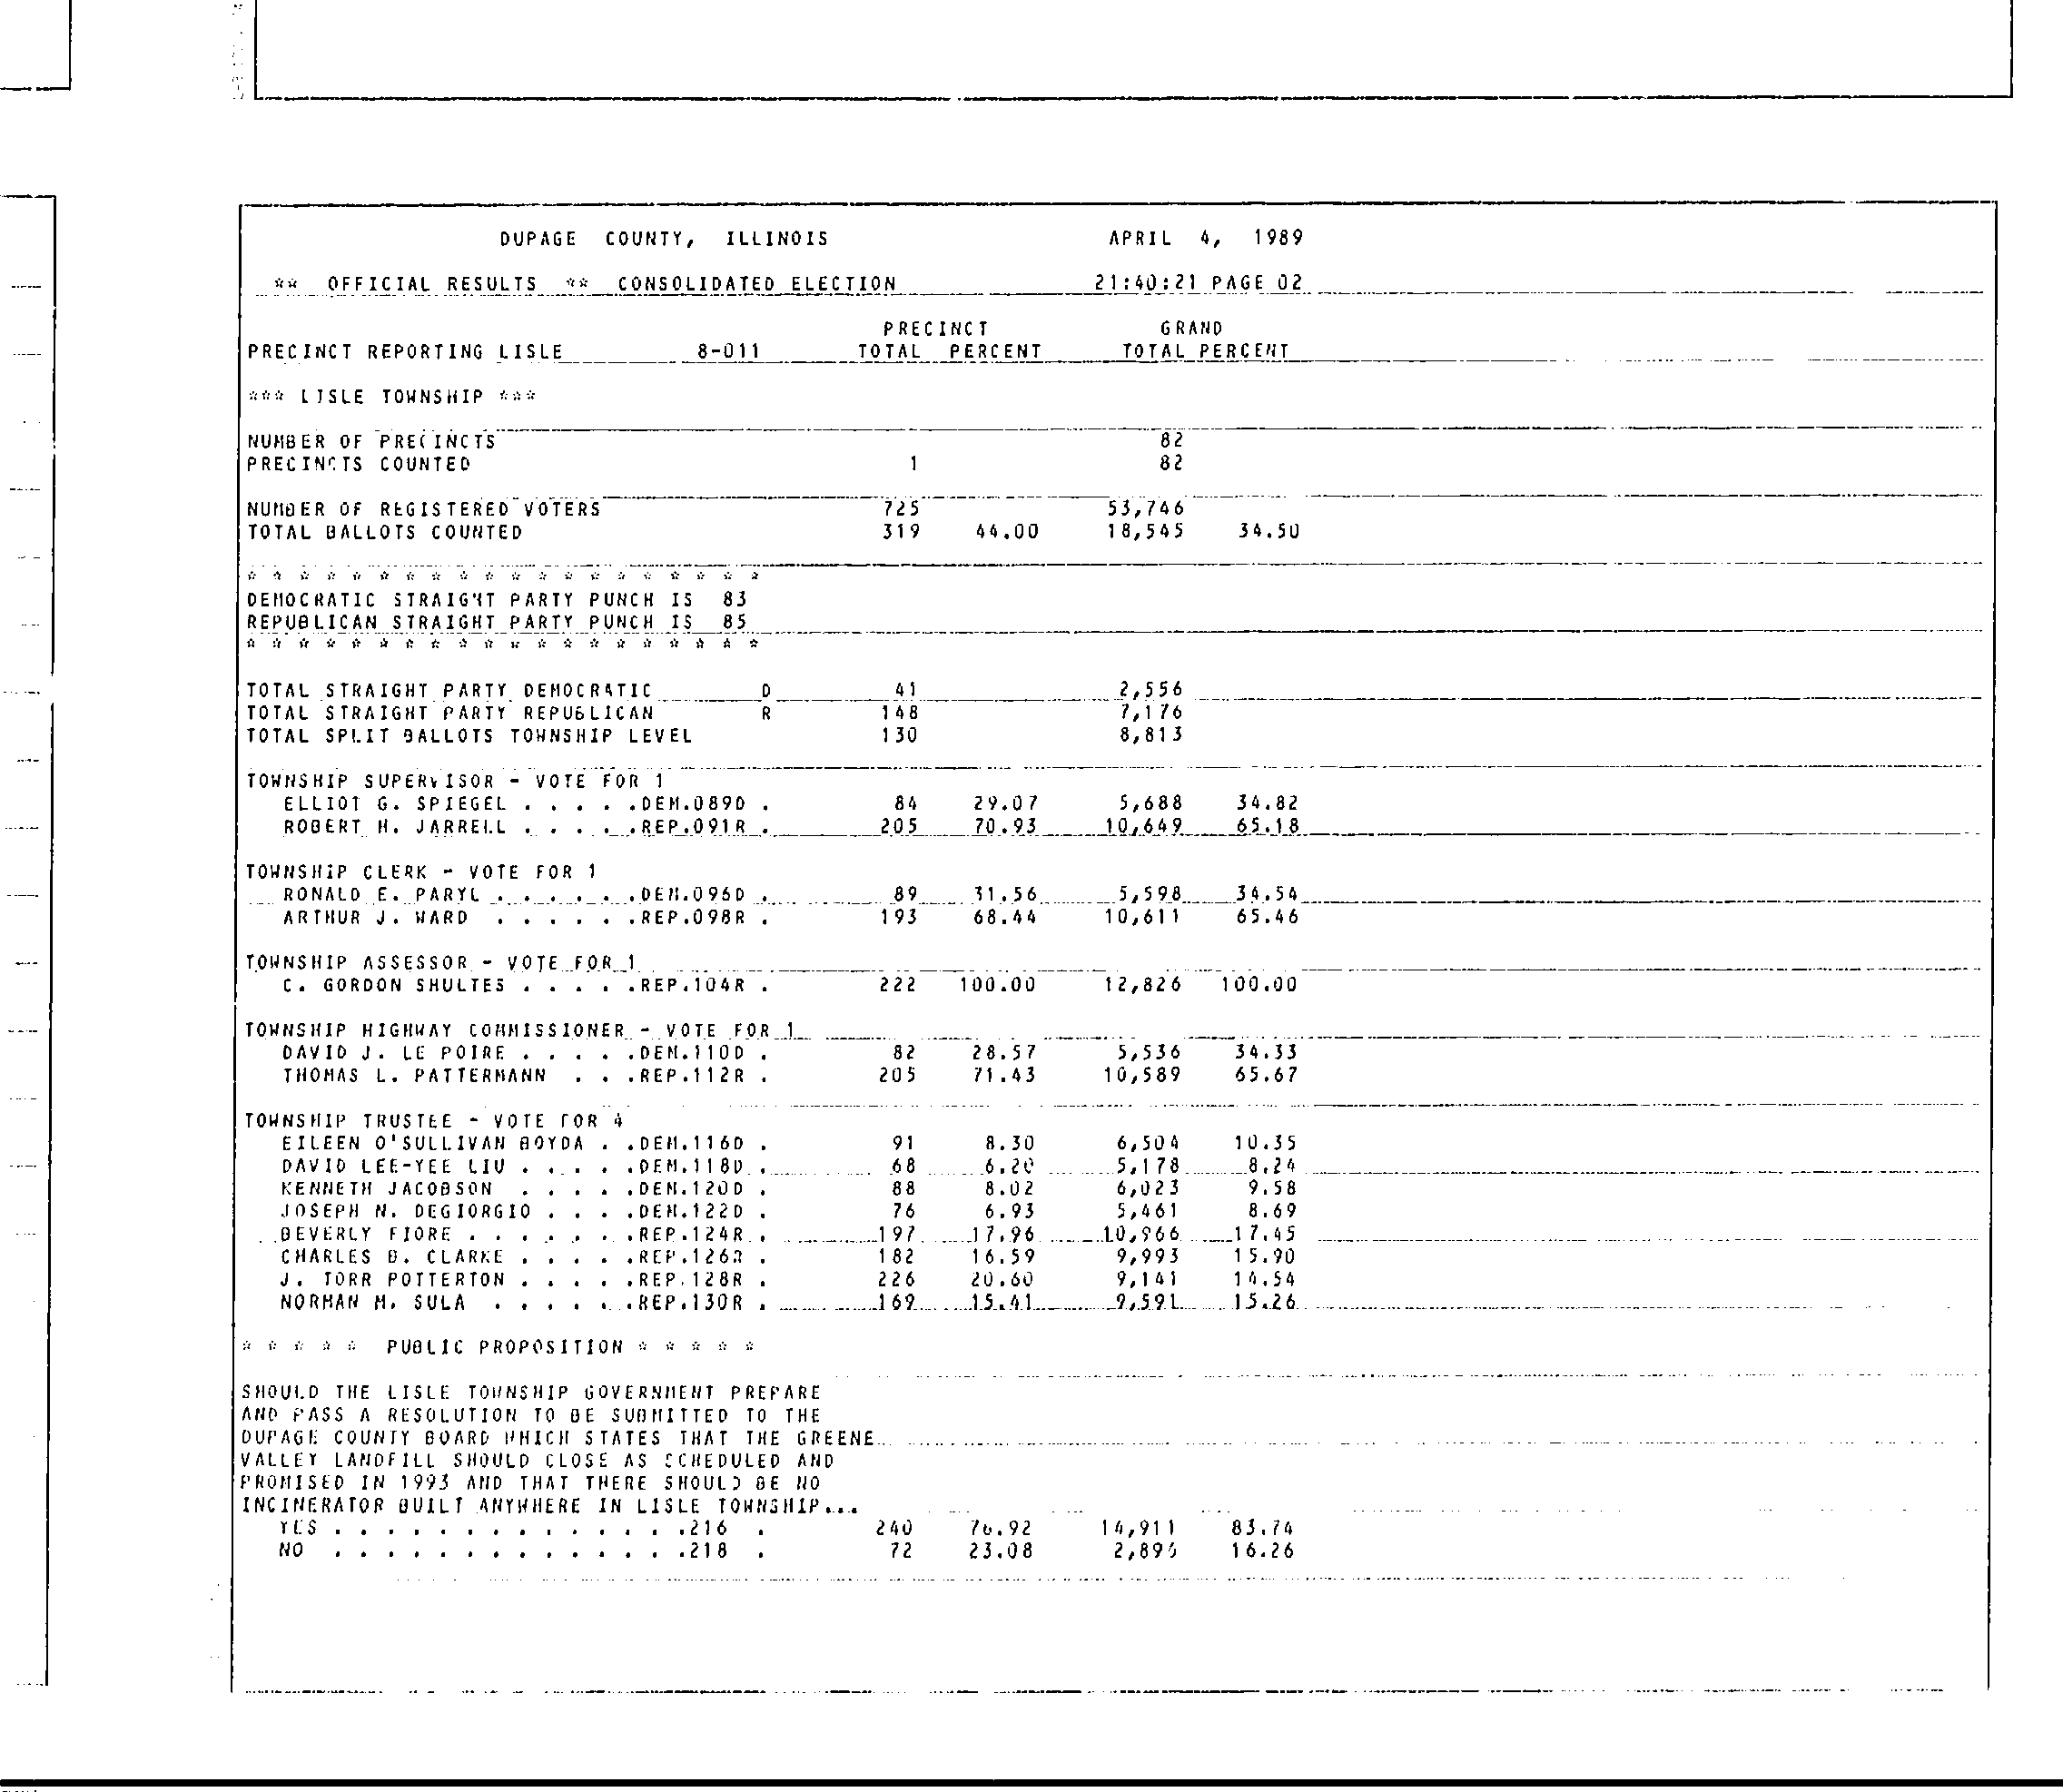 DUPAGE COUNTY, ILLINOIS APRIL 4, 1989
** OFFICIAL RESULTS ** CONSOLIDATED ELECTION 21:40:21 PAGE 02
PRECINCT GRAND
PRECINCT REPORTING LISLE 8-011 TOTAL PERCENT TOTAL PERCENT
*** LISLE TOWNSHIP ***
NUMBER OF PRECINCTS 82
PRECINCTS COUNTED 1 82
NUMBER OF REGISTERED VOTERS 725 53,746
TOTAL BALLOTS COUNTED 319 44.00 18,545 34.50
* * * * * * * * * * * * * * * * * * * *
DEMOCRATIC STRAIGHT PARTY PUNCH IS 83
REPUBLICAN STRAIGHT PARTY PUNCH IS 85
* * * * * * * * * * * * * * * * * * * *
TOTAL STRAIGHT PARTY DEMOCRATIC D 41 2,556
TOTAL STRAIGHT PARTY REPUBLICAN R 148 7,176
TOTAL SPLIT BALLOTS TOWNSHIP LEVEL 130 8,813
TOWNSHIP SUPERVISOR - VOTE FOR 1
ELLIOT G. SPIEGEL . . . . .DEM.089D . 84 29.07 5,688 34.82
ROBERT H. JARRELL . . . . .REP.091R . 205 70.93 10,649 65.18
TOWNSHIP CLERK - VOTE FOR 1
RONALD E. PARYL . . . . . .DEM.096D . 89 31.56 5,598 34.54
ARTHUR J. WARD . . . . . .REP.098R . 193 68.44 10,611 65.46
TOWNSHIP ASSESSOR - VOTE FOR 1
C. GORDON SHULTES . . . . .REP.104R . 222 100.00 12,826 100.00
TOWNSHIP HIGHWAY COMMISSIONER - VOTE FOR 1
DAVID J. LE POIRE . . . . .DEM.110D . 82 28.57 5,536 34.33
THOMAS L. PATTERMANN . . .REP.112R . 205 71.43 10,589 65.67
TOWNSHIP TRUSTEE - VOTE FOR 4
EILEEN O'SULLIVAN BOYDA . .DEM.116D . 91 8.30 6,504 10.35
DAVID LEE-YEE LIU . . . . .DEM.118D . 68 6.20 5,178 8.24
KENNETH JACOBSON . . . . .DEM.120D . 88 8.02 6,023 9.58
JOSEPH N. DEGIORGIO . . . .DEM.122D . 76 6.93 5,461 8.69
BEVERLY FIORE . . . . . . .REP.124R . 197 17.96 10,966 17.45
CHARLES B. CLARKE . . . . .REP.126R . 182 16.59 9,993 15.90
J. TORR POTTERTON . . . . .REP.128R . 226 20.60 9,141 14.54
NORMAN M. SULA . . . . . .REP.130R . 169 15.41 9,591 15.26
* * * * * PUBLIC PROPOSITION * * * * *
SHOULD THE LISLE TOWNSHIP GOVERNMENT PREPARE
AND PASS A RESOLUTION TO BE SUBMITTED TO THE
DUPAGE COUNTY BOARD WHICH STATES THAT THE GREENE
VALLEY LANDFILL SHOULD CLOSE AS SCHEDULED AND
PROMISED IN 1993 AND THAT THERE SHOULD BE NO
INCINERATOR BUILT ANYWHERE IN LISLE TOWNSHIP...
YES . . . . . . . . . . . . . .216 . 240 76.92 14,911 83.74
NO . . . . . . . . . . . . . .218 . 72 23.08 2,896 16.26